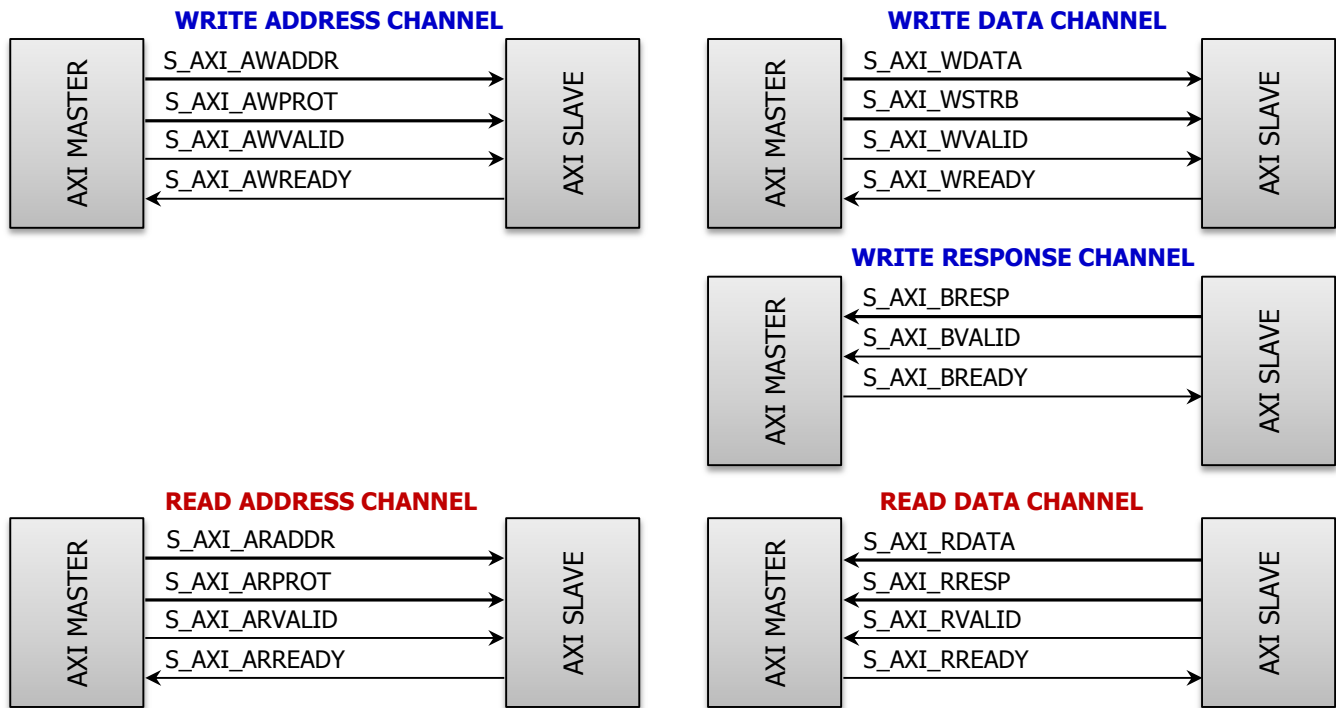 WRITE ADDRESS CHANNEL
AXI MASTER
S_AXI_AWADDR
S_AXI_AWPROT
S_AXI_AWVALID
S_AXI_AWREADY
AXI SLAVE
WRITE DATA CHANNEL
AXI MASTER
S_AXI_WDATA
S_AXI_WSTRB
S_AXI_WVALID
S_AXI_WREADY
AXI SLAVE
WRITE RESPONSE CHANNEL
AXI MASTER
S_AXI_BRESP
S_AXI_BVALID
S_AXI_BREADY
AXI SLAVE
READ ADDRESS CHANNEL
AXI MASTER
S_AXI_ARADDR
S_AXI_ARPROT
S_AXI_ARVALID
S_AXI_ARREADY
AXI SLAVE
READ DATA CHANNEL
AXI MASTER
S_AXI_RDATA
S_AXI_RRESP
S_AXI_RVALID
S_AXI_RREADY
AXI SLAVE